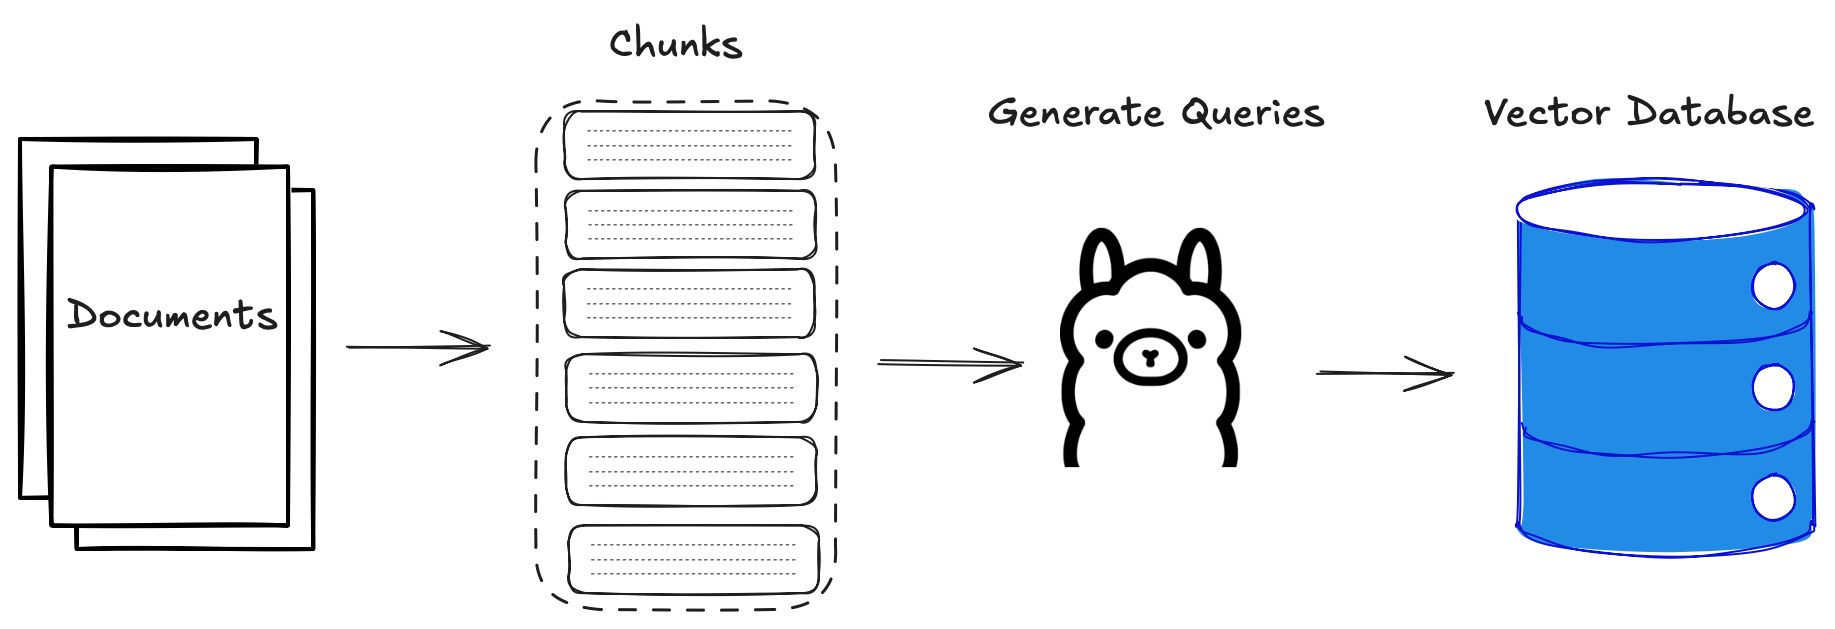 Chunks
Generate Queries
Vector Database
Documents